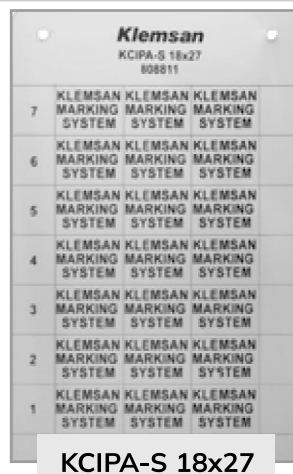 Klemsan
KCIPA-S 18x27
808811
KLEMSAN KLEMSAN KLEMSAN
7 MARKING MARKING MARKING
SYSTEM SYSTEM SYSTEM
KLEMSAN KLEMSAN KLEMSAN
6 MARKING MARKING MARKING
SYSTEM SYSTEM SYSTEM
KLEMSAN KLEMSAN KLEMSAN
5 MARKING MARKING MARKING
SYSTEM SYSTEM SYSTEM
KLEMSAN KLEMSAN KLEMSAN
4 MARKING MARKING MARKING
SYSTEM SYSTEM SYSTEM
KLEMSAN KLEMSAN KLEMSAN
3 MARKING MARKING MARKING
SYSTEM SYSTEM SYSTEM
KLEMSAN KLEMSAN KLEMSAN
2 MARKING MARKING MARKING
SYSTEM SYSTEM SYSTEM
KLEMSAN KLEMSAN KLEMSAN
1 MARKING MARKING MARKING
SYSTEM SYSTEM SYSTEM
KCIPA-S 18x27